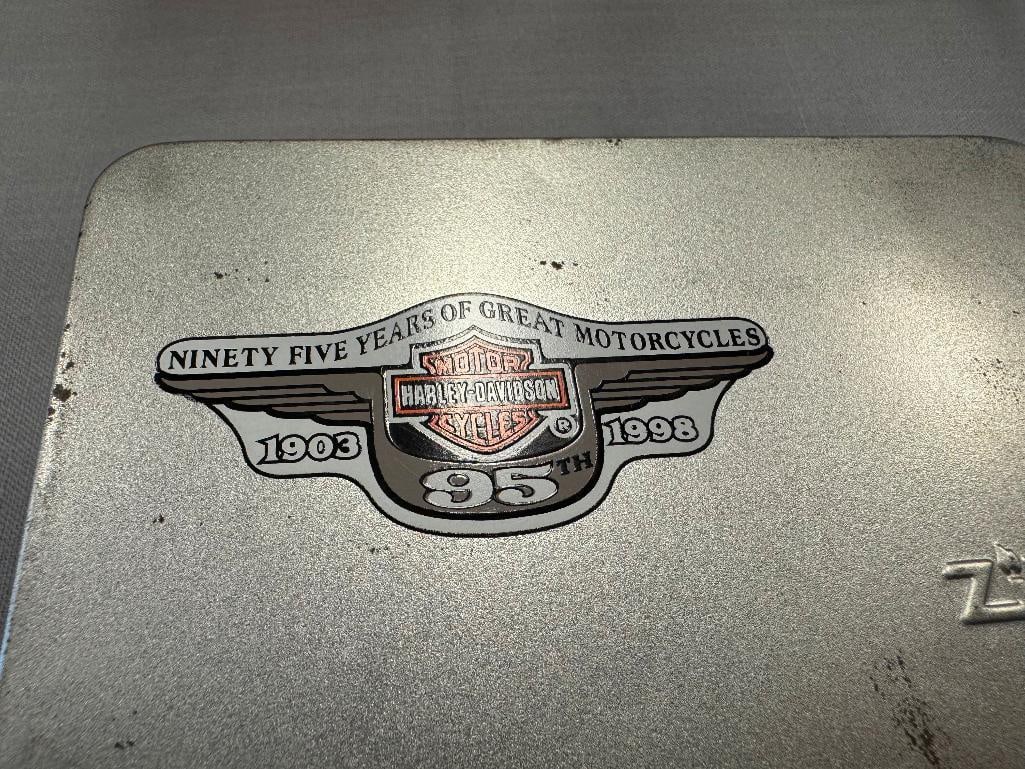 NINETY FIVE YEARS OF GREAT MOTORCYCLES
MOTOR
HARLEY-DAVIDSON
CYCLES ®
1903
1998
95TH